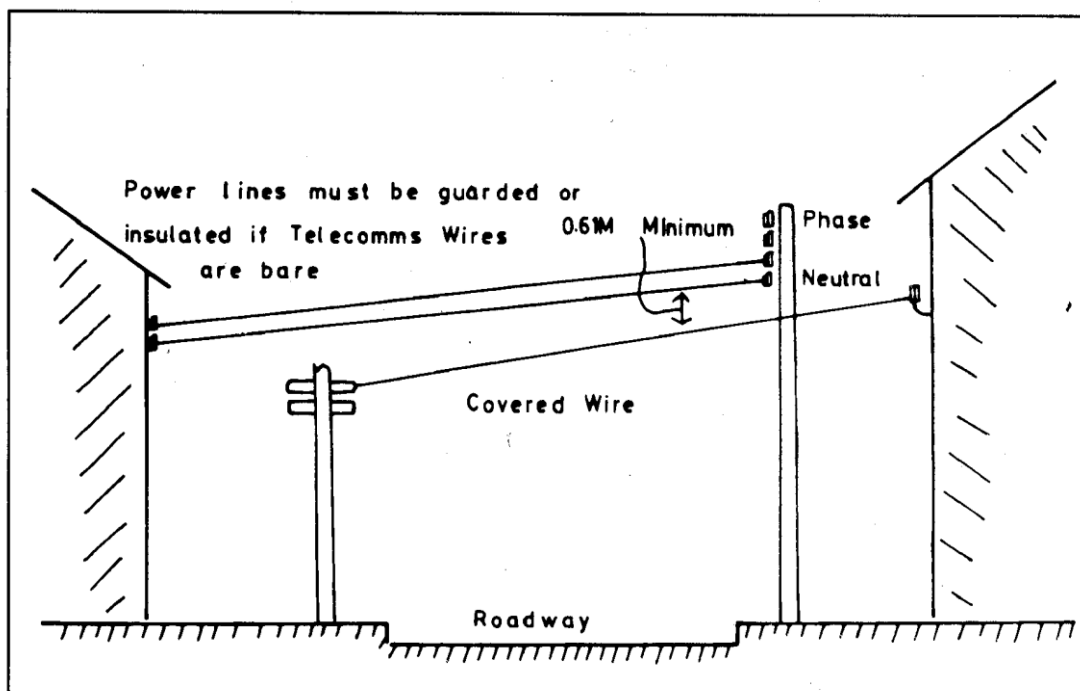 Power lines must be guarded or
insulated if Telecomms Wires
are bare
0.61M Minimum
Phase
Neutral
Covered Wire
Roadway